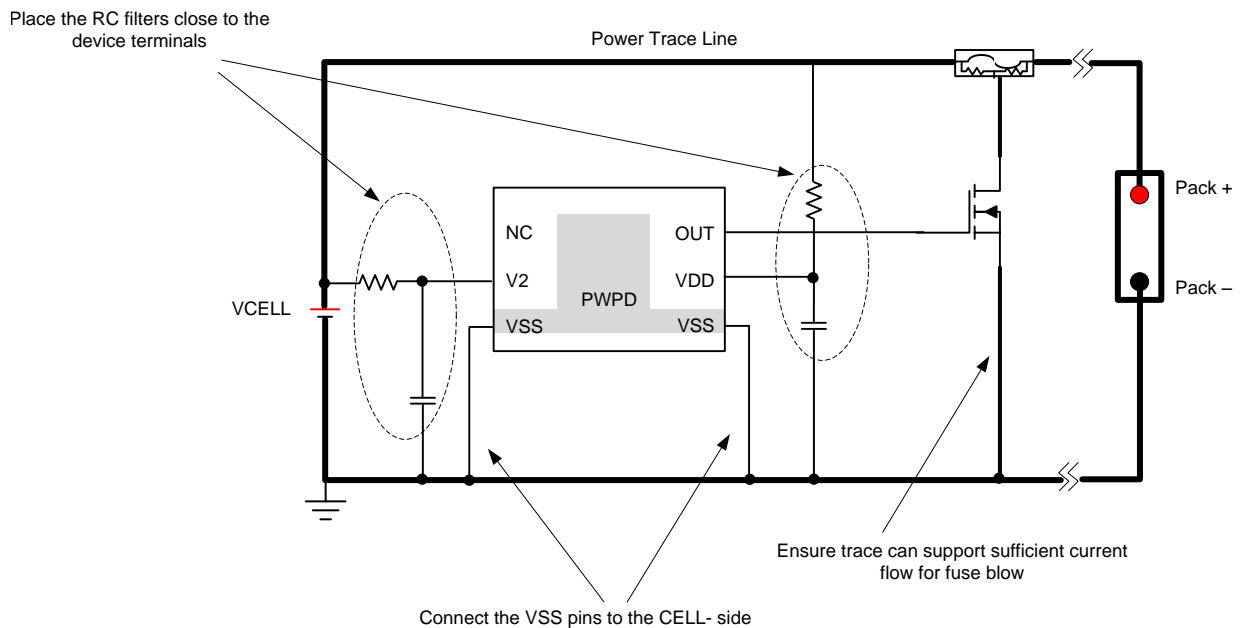 Place the RC filters close to the
device terminals
Power Trace Line
Pack +
NC
OUT
V2
VDD
PWPD
VCELL
Pack –
VSS
VSS
Ensure trace can support sufficient current
flow for fuse blow
Connect the VSS pins to the CELL- side